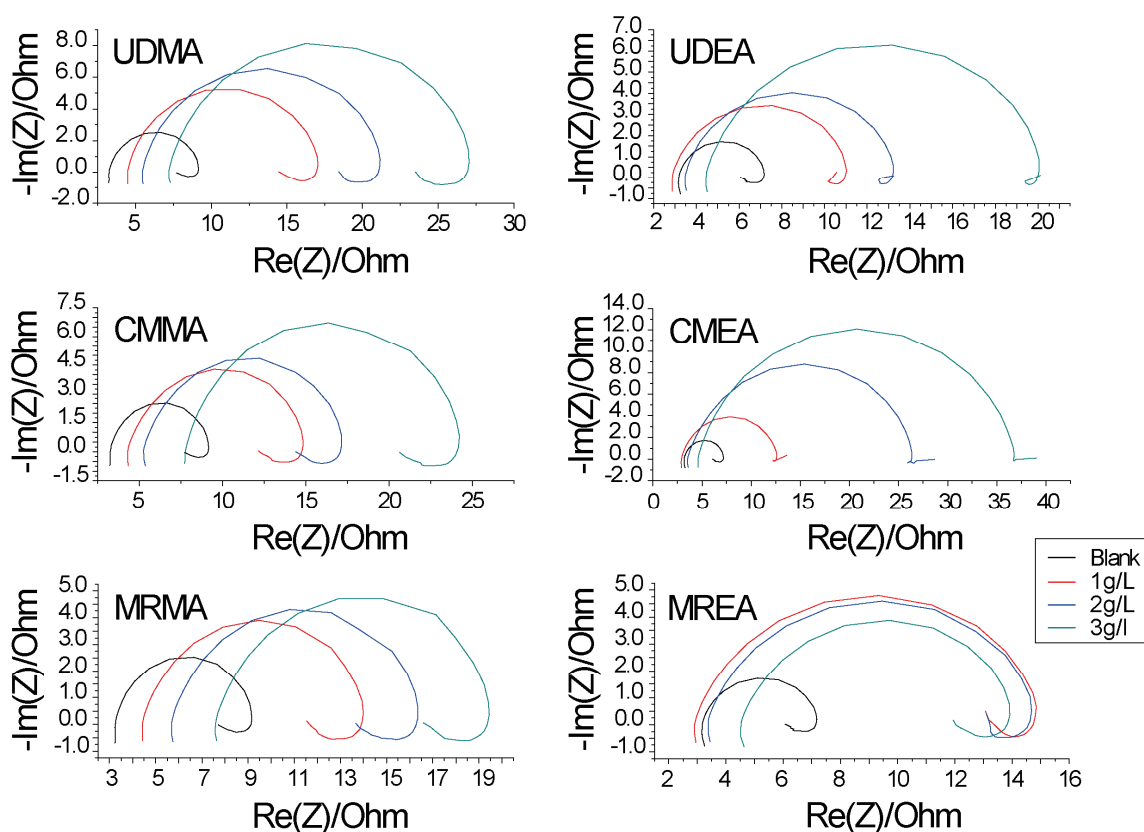 UDMA
-Im(Z)/Ohm
8.0
6.0
4.0
2.0
0.0
-2.0
5 10 15 20 25 30
Re(Z)/Ohm
UDEA
-Im(Z)/Ohm
7.0
6.0
5.0
4.0
3.0
2.0
1.0
0.0
-1.0
2 4 6 8 10 12 14 16 18 20
Re(Z)/Ohm
CMMA
-Im(Z)/Ohm
7.5
6.0
4.5
3.0
1.5
0.0
-1.5
5 10 15 20 25
Re(Z)/Ohm
CMEA
-Im(Z)/Ohm
14.0
12.0
10.0
8.0
6.0
4.0
2.0
0.0
-2.0
0 5 10 15 20 25 30 35 40
Re(Z)/Ohm
MRMA
-Im(Z)/Ohm
5.0
4.0
3.0
2.0
1.0
0.0
-1.0
3 4 5 7 8 9 11 12 13 15 16 17 19
Re(Z)/Ohm
MREA
-Im(Z)/Ohm
5.0
4.0
3.0
2.0
1.0
0.0
-1.0
2 4 6 8 10 12 14 16
Re(Z)/Ohm
Blank
1g/L
2g/L
3g/l